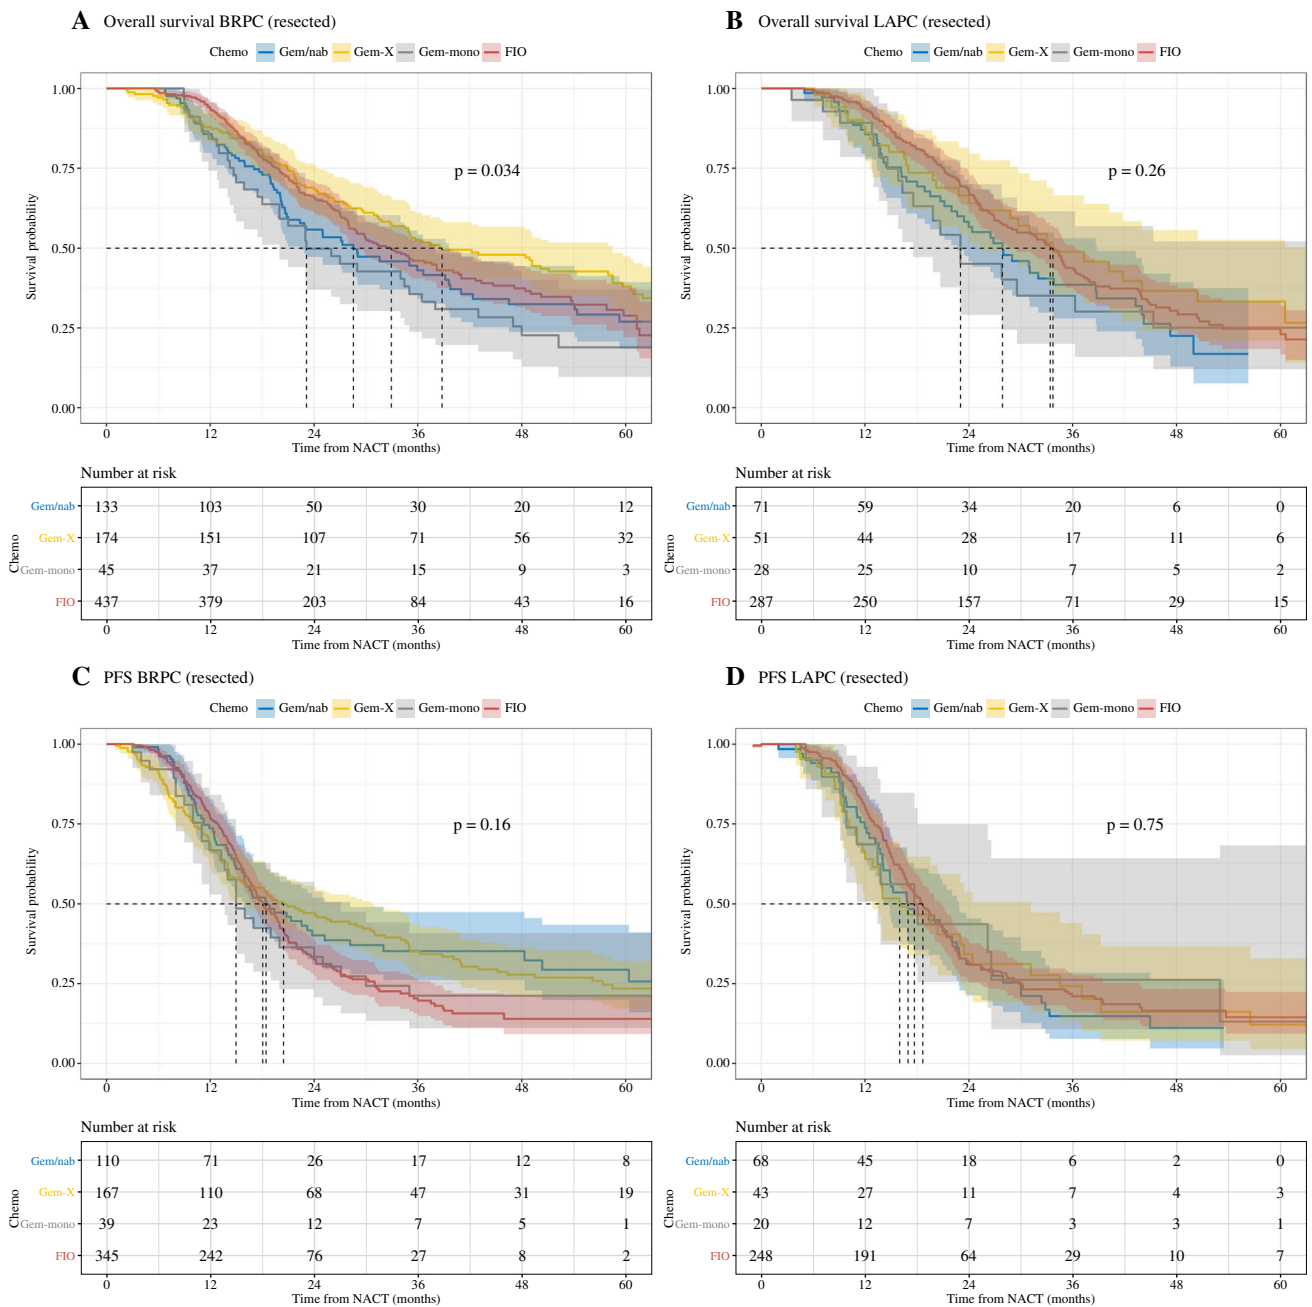 A Overall survival BRPC (resected)
Chemo Gem/nab Gem-X Gem-mono FIO
1.00
0.75
0.50
0.25
0.00
Survival probability
p = 0.034
0 12 24 36 48 60
Time from NACT (months)
Number at risk
Chemo
Gem/nab 133 103 50 30 20 12
Gem-X 174 151 107 71 56 32
Gem-mono 45 37 21 15 9 3
FIO 437 379 203 84 43 16
0 12 24 36 48 60
Time from NACT (months)
B Overall survival LAPC (resected)
Chemo Gem/nab Gem-X Gem-mono FIO
1.00
0.75
0.50
0.25
0.00
Survival probability
p = 0.26
0 12 24 36 48 60
Time from NACT (months)
Number at risk
Chemo
Gem/nab 71 59 34 20 6 0
Gem-X 51 44 28 17 11 6
Gem-mono 28 25 10 7 5 2
FIO 287 250 157 71 29 15
0 12 24 36 48 60
Time from NACT (months)
C PFS BRPC (resected)
Chemo Gem/nab Gem-X Gem-mono FIO
1.00
0.75
0.50
0.25
0.00
Survival probability
p = 0.16
0 12 24 36 48 60
Time from NACT (months)
Number at risk
Chemo
Gem/nab 110 71 26 17 12 8
Gem-X 167 110 68 47 31 19
Gem-mono 39 23 12 7 5 1
FIO 345 242 76 27 8 2
0 12 24 36 48 60
Time from NACT (months)
D PFS LAPC (resected)
Chemo Gem/nab Gem-X Gem-mono FIO
1.00
0.75
0.50
0.25
0.00
Survival probability
p = 0.75
0 12 24 36 48 60
Time from NACT (months)
Number at risk
Chemo
Gem/nab 68 45 18 6 2 0
Gem-X 43 27 11 7 4 3
Gem-mono 20 12 7 3 3 1
FIO 248 191 64 29 10 7
0 12 24 36 48 60
Time from NACT (months)